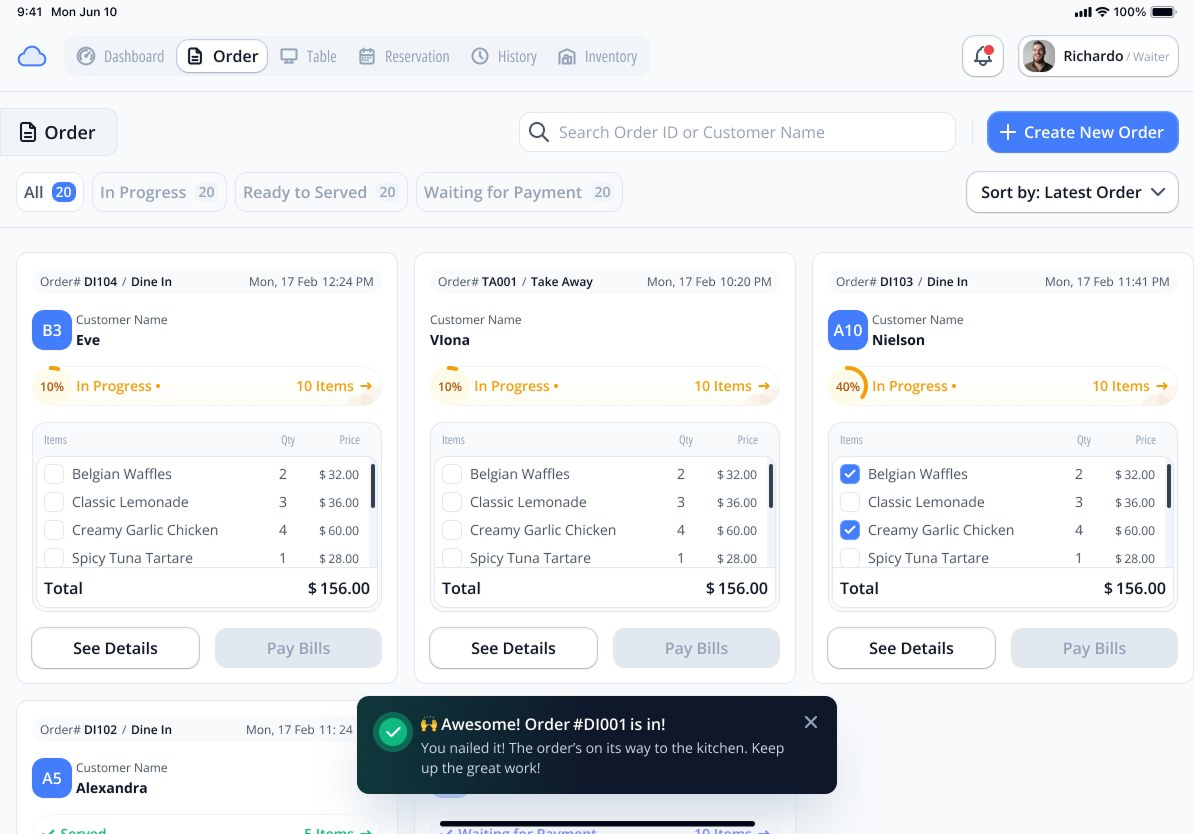 9:41 Mon Jun 10
100%
Dashboard
Order
Table
Reservation
History
Inventory
Richardo / Waiter
Order
Search Order ID or Customer Name
Create New Order
All 20
In Progress 20
Ready to Served 20
Waiting for Payment 20
Sort by: Latest Order
Order# DI104 / Dine In
Mon, 17 Feb 12:24 PM
B3
Customer Name
Eve
10%
In Progress •
10 Items →
Items Qty Price
Belgian Waffles 2 $ 32.00
Classic Lemonade 3 $ 36.00
Creamy Garlic Chicken 4 $ 60.00
Spicy Tuna Tartare 1 $ 28.00
Total $ 156.00
See Details
Pay Bills
Order# TA001 / Take Away
Mon, 17 Feb 10:20 PM
Customer Name
VIona
10%
In Progress •
10 Items →
Items Qty Price
Belgian Waffles 2 $ 32.00
Classic Lemonade 3 $ 36.00
Creamy Garlic Chicken 4 $ 60.00
Spicy Tuna Tartare 1 $ 28.00
Total $ 156.00
See Details
Pay Bills
Order# DI103 / Dine In
Mon, 17 Feb 11:41 PM
A10
Customer Name
Nielson
40%
In Progress •
10 Items →
Items Qty Price
Belgian Waffles 2 $ 32.00
Classic Lemonade 3 $ 36.00
Creamy Garlic Chicken 4 $ 60.00
Spicy Tuna Tartare 1 $ 28.00
Total $ 156.00
See Details
Pay Bills
Order# DI102 / Dine In
Mon, 17 Feb 11: 24
A5
Customer Name
Alexandra
Served
5 Items →
🙌 Awesome! Order #DI001 is in!
You nailed it! The order’s on its way to the kitchen. Keep
up the great work!
Waiting for Payment
10 Items →